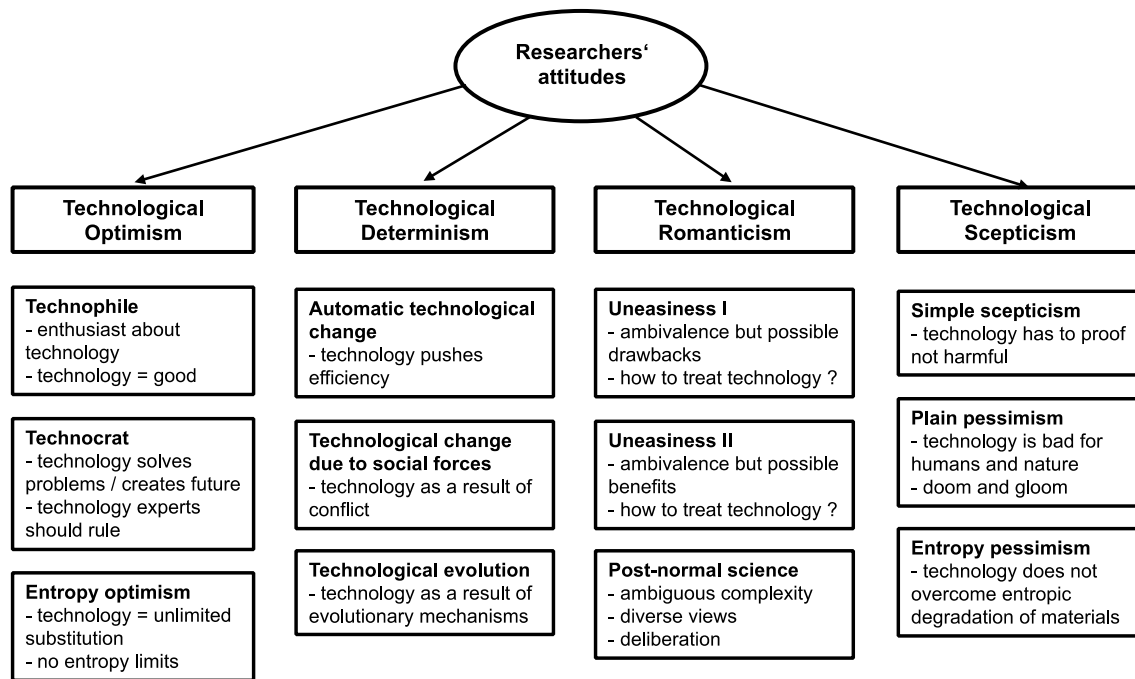 Researchers‘
attitudes
Technological
Optimism
Technological
Determinism
Technological
Romanticism
Technological
Scepticism
Technophile
- enthusiast about
technology
- technology = good
Technocrat
- technology solves
problems / creates future
- technology experts
should rule
Entropy optimism
- technology = unlimited
substitution
- no entropy limits
Automatic technological
change
- technology pushes
efficiency
Technological change
due to social forces
- technology as a result of
conflict
Technological evolution
- technology as a result of
evolutionary mechanisms
Uneasiness I
- ambivalence but possible
drawbacks
- how to treat technology ?
Uneasiness II
- ambivalence but possible
benefits
- how to treat technology ?
Post-normal science
- ambiguous complexity
- diverse views
- deliberation
Simple scepticism
- technology has to proof
not harmful
Plain pessimism
- technology is bad for
humans and nature
- doom and gloom
Entropy pessimism
- technology does not
overcome entropic
degradation of materials